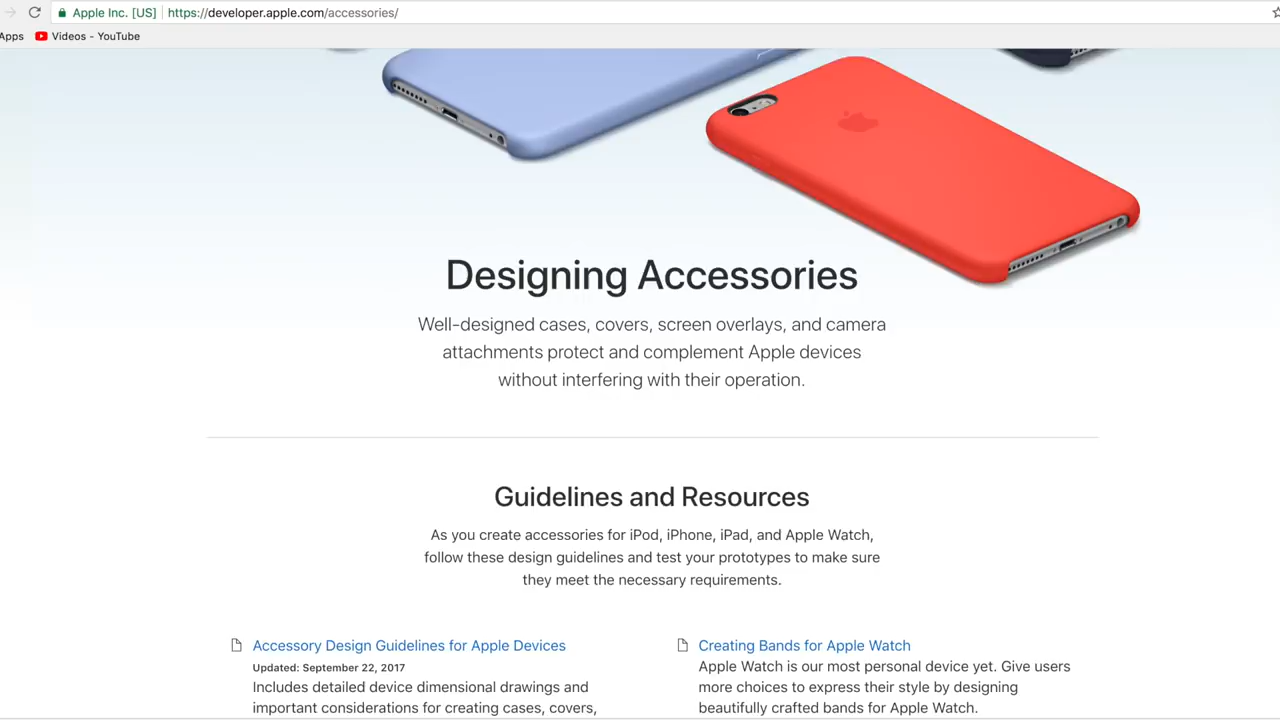 Apple Inc. [US] https://developer.apple.com/accessories/
Apps Videos - YouTube
Designing Accessories
Well-designed cases, covers, screen overlays, and camera
attachments protect and complement Apple devices
without interfering with their operation.
Guidelines and Resources
As you create accessories for iPod, iPhone, iPad, and Apple Watch,
follow these design guidelines and test your prototypes to make sure
they meet the necessary requirements.
Accessory Design Guidelines for Apple Devices
Updated: September 22, 2017
Includes detailed device dimensional drawings and
important considerations for creating cases, covers,
Creating Bands for Apple Watch
Apple Watch is our most personal device yet. Give users
more choices to express their style by designing
beautifully crafted bands for Apple Watch.